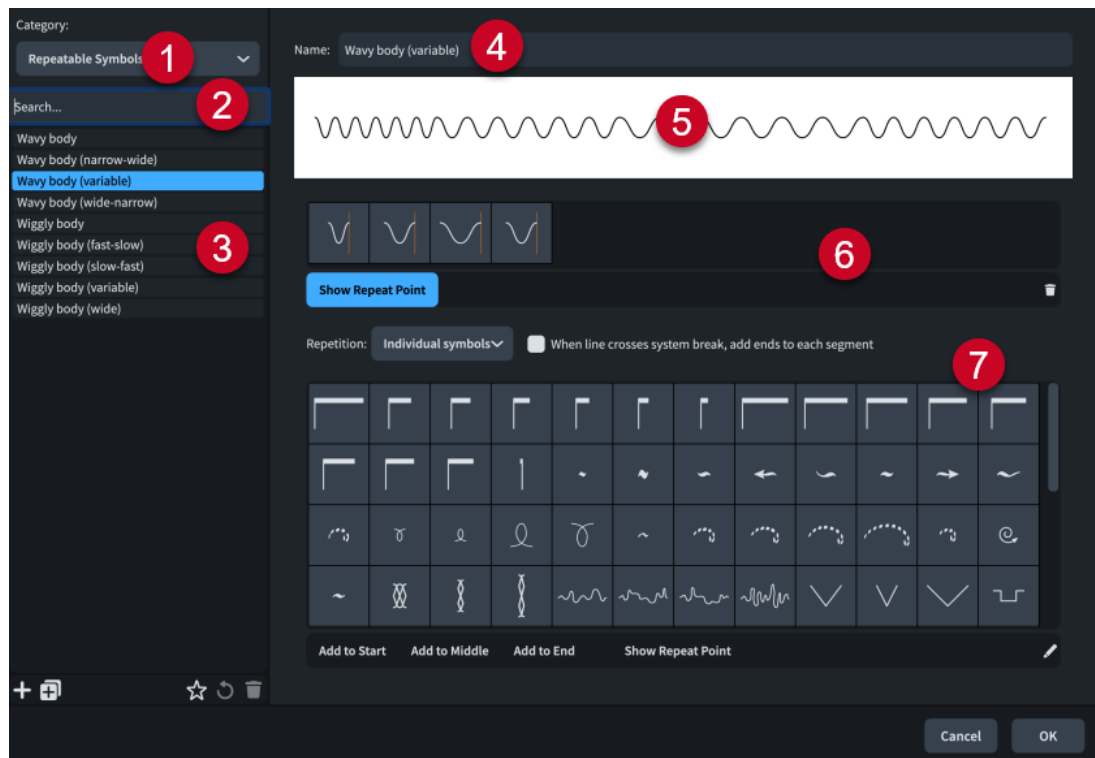 Category:
Repeatable Symbols
1
Search...
2
Wavy body
Wavy body (narrow-wide)
Wavy body (variable)
Wavy body (wide-narrow)
Wiggly body
Wiggly body (fast-slow)
Wiggly body (slow-fast)
Wiggly body (variable)
Wiggly body (wide)
3
Name: Wavy body (variable)
4
5
6
Show Repeat Point
Repetition: Individual symbols When line crosses system break, add ends to each segment
7
Add to Start Add to Middle Add to End Show Repeat Point
Cancel OK